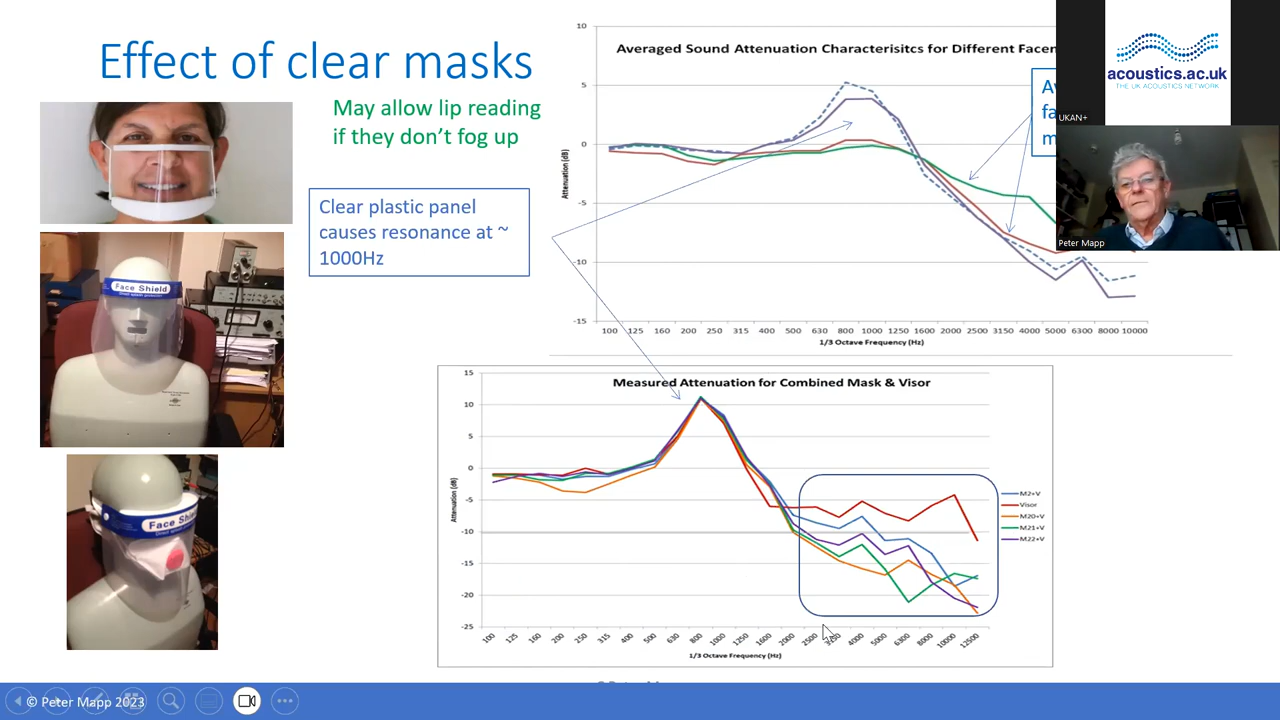 Effect of clear masks
May allow lip reading
if they don't fog up
Clear plastic panel
causes resonance at ~
1000Hz
Face Shield
Face Shie
Averaged Sound Attenuation Characterisitcs for Different Facem
Attenuation (dB)
10
5
0
-5
-10
-15
100 125 160 200 250 315 400 500 630 800 1000 1250 1600 2000 2500 3150 4000 5000 6300 8000 10000
1/3 Octave Frequency (Hz)
Av
fa
m
acoustics.ac.uk
THE UK ACOUSTICS NETWORK
UKAN+
Peter Mapp
Measured Attenuation for Combined Mask & Visor
Attenuation (dB)
15
10
5
0
-5
-10
-15
-20
-25
100 125 160 200 250 315 400 500 630 800 1000 1250 1600 2000 2500 4000 5000 6300 8000 10000 12500
1/3 Octave Frequency (Hz)
M2+V
Visor
M20+V
M21+V
M22+V
© Peter Mapp 2023